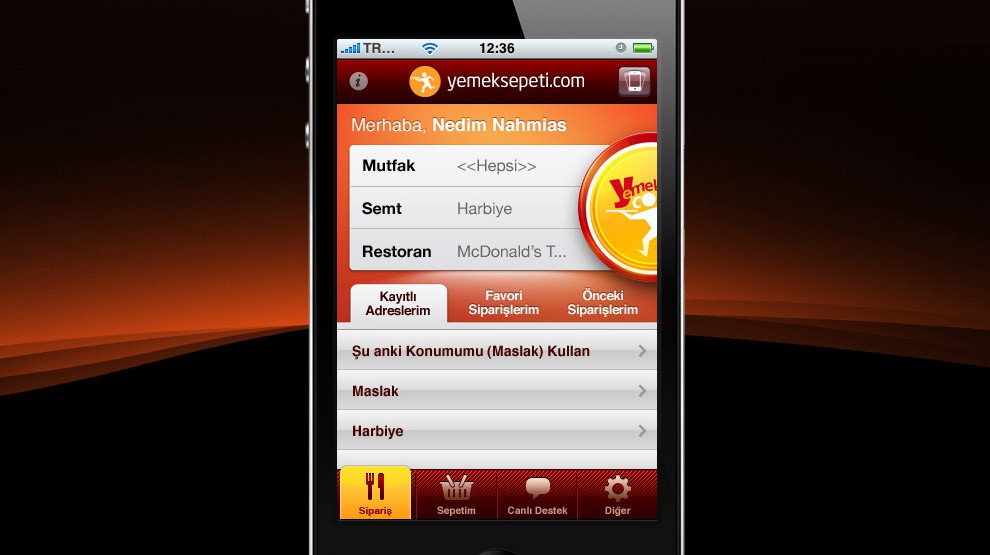 TR... 12:36
yemeksepeti.com
Merhaba, Nedim Nahmias
Mutfak <<Hepsi>>
Semt Harbiye
Restoran McDonald's T...
Yemek
Kayıtlı Adreslerim
Favori Siparişlerim
Önceki Siparişlerim
Şu anki Konumumu (Maslak) Kullan
Maslak
Harbiye
Sipariş Sepetim Canlı Destek Diğer